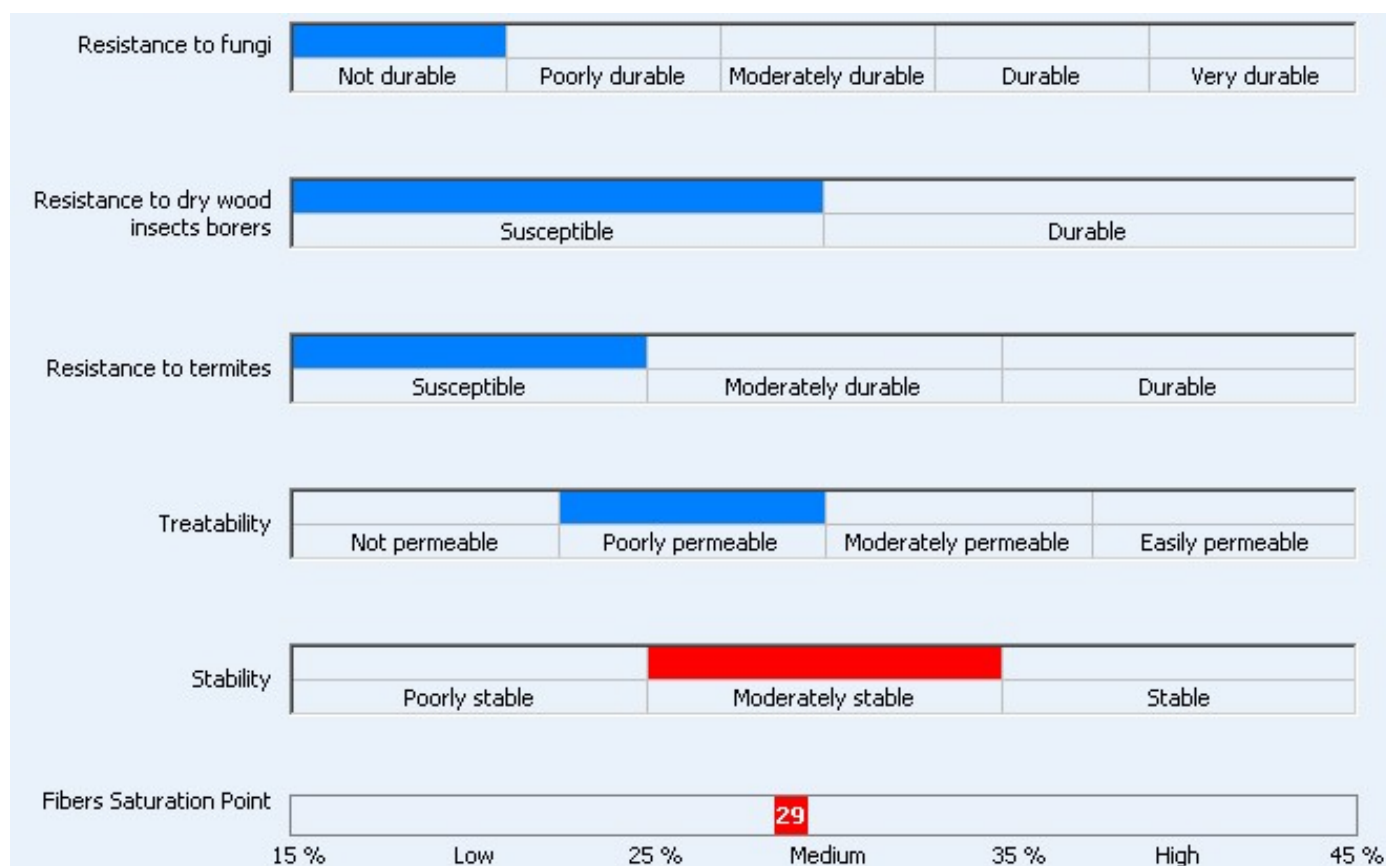 Resistance to fungi
Not durable Poorly durable Moderately durable Durable Very durable
Resistance to dry wood
insects borers
Susceptible Durable
Resistance to termites
Susceptible Moderately durable Durable
Treatability
Not permeable Poorly permeable Moderately permeable Easily permeable
Stability
Poorly stable Moderately stable Stable
Fibers Saturation Point
29
15 % Low 25 % Medium 35 % High 45 %